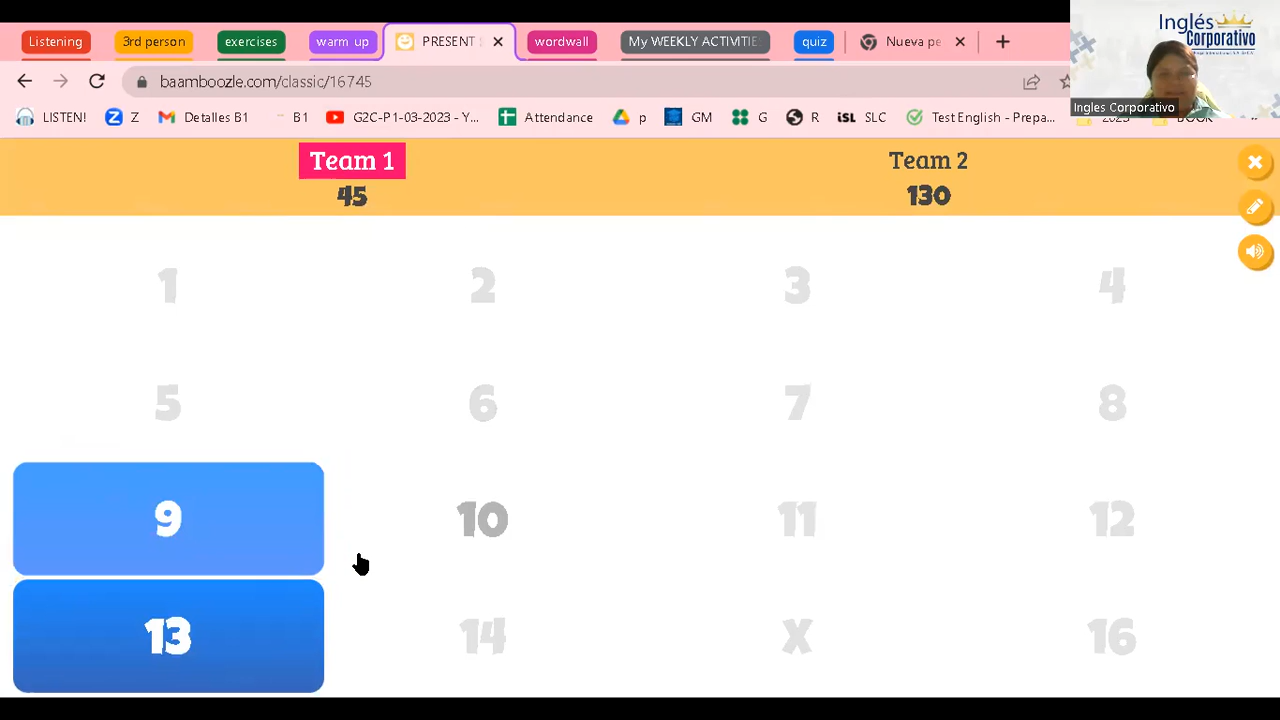 Listening
3rd person
exercises
warm up
PRESENT
wordwall
My WEEKLY ACTIVITIE
quiz
Nueva pe
Inglés
Corporativo
Ingles Corporativo
baamboozle.com/classic/16745
LISTEN!
Z
Detalles B1
B1
G2C-P1-03-2023 - Y...
Attendance
p
GM
G
R
iSL
SLC
Test English - Prepa...
2023
BOOK
Team 1
45
Team 2
130
1
2
3
4
5
6
7
8
9
10
11
12
13
14
X
16